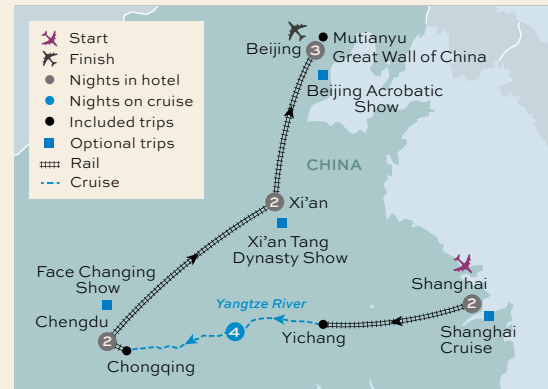 Start
Finish
Nights in hotel
Nights on cruise
Included trips
Optional trips
Rail
Cruise
Mutianyu
Great Wall of China
Beijing
3
Beijing Acrobatic
Show
CHINA
2
Xi'an
Xi'an Tang
Dynasty Show
Face Changing
Show
Chengdu
2
Chongqing
Yangtze River
4
Yichang
Shanghai
2
Shanghai
Cruise